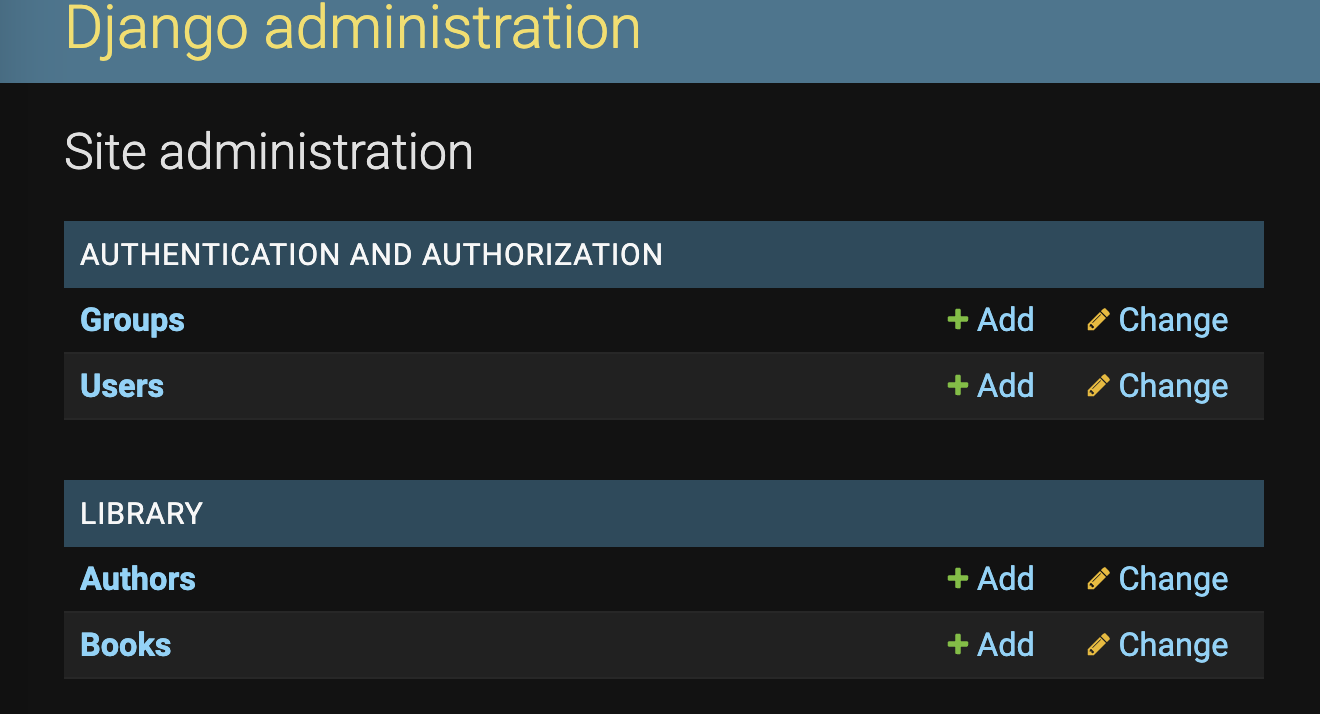 Django administration
Site administration
AUTHENTICATION AND AUTHORIZATION
Groups Add Change
Users Add Change
LIBRARY
Authors Add Change
Books Add Change